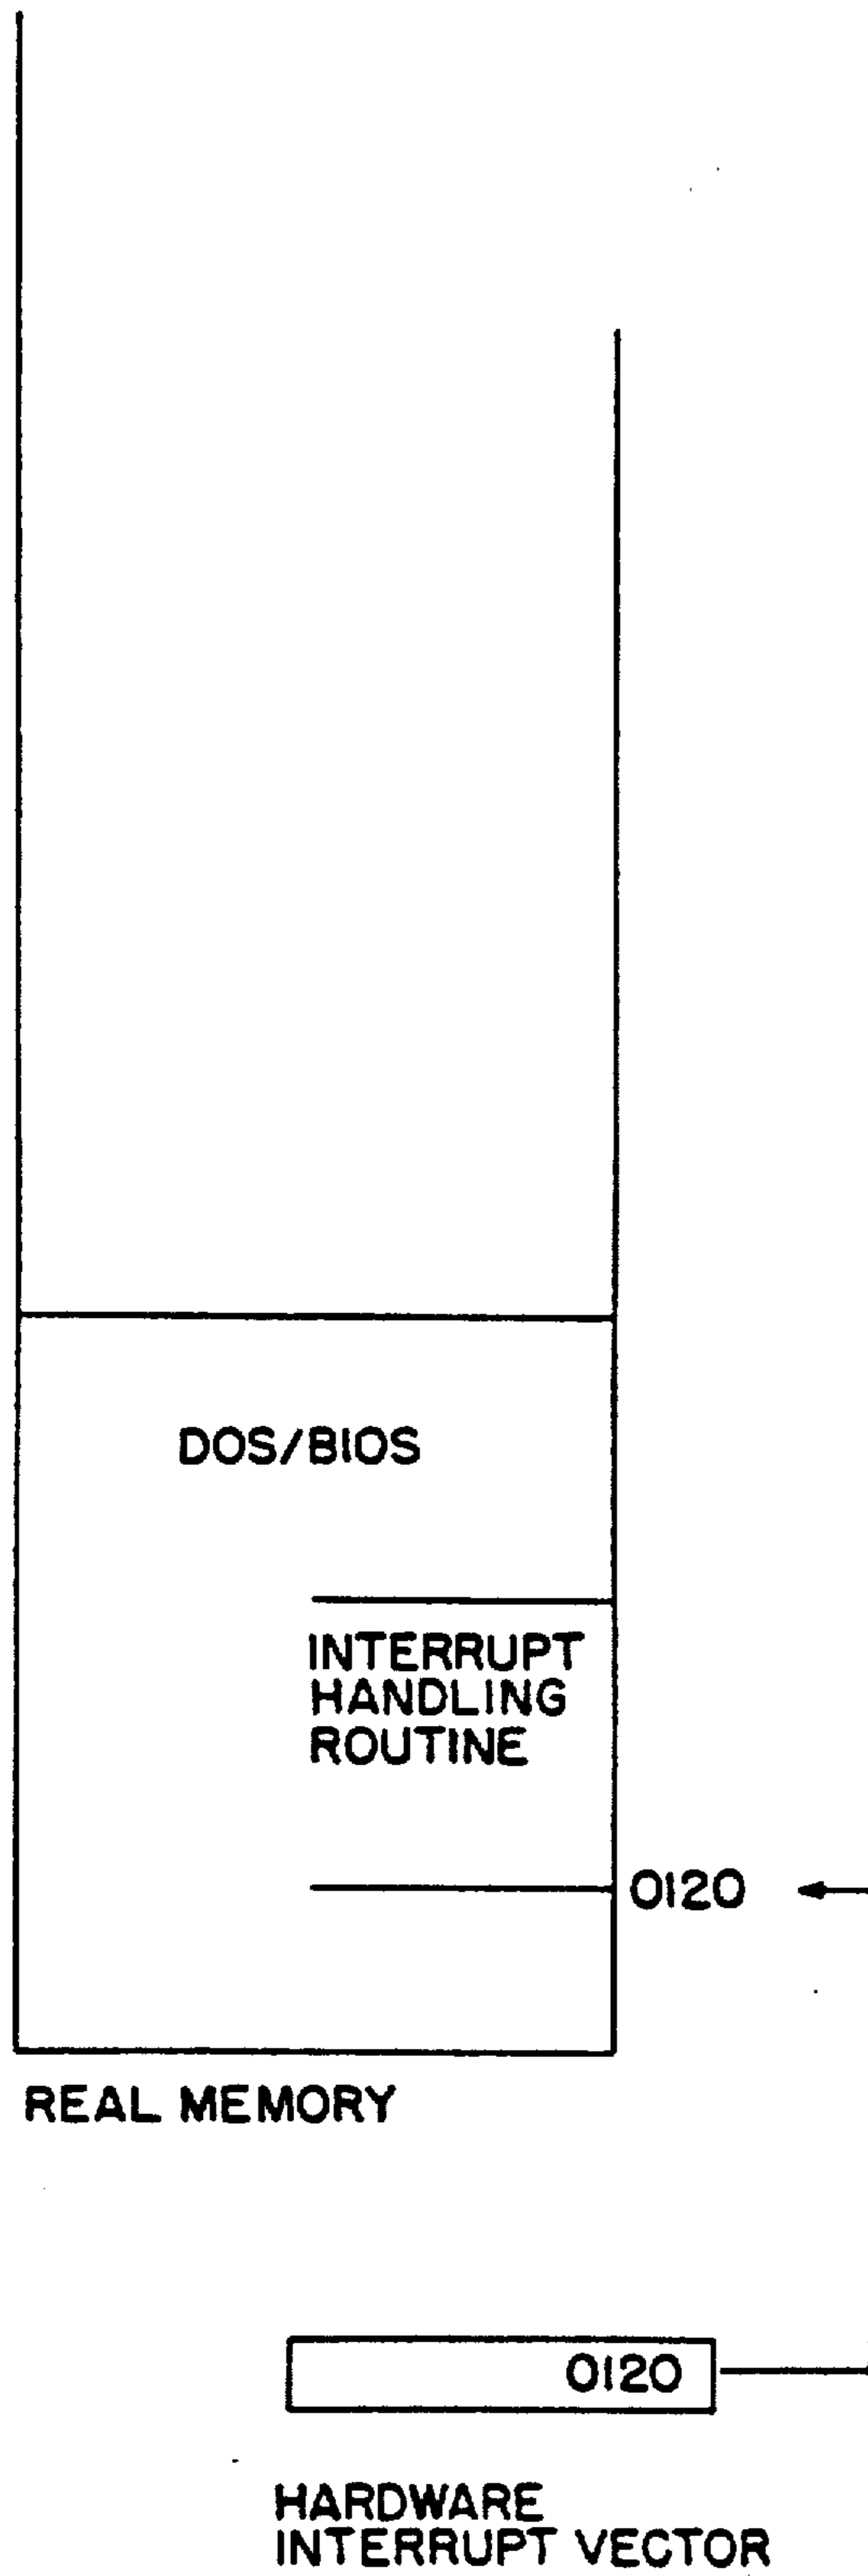 DOS/BIOS
INTERRUPT
HANDLING
ROUTINE
0120
REAL MEMORY
0120
HARDWARE
INTERRUPT VECTOR